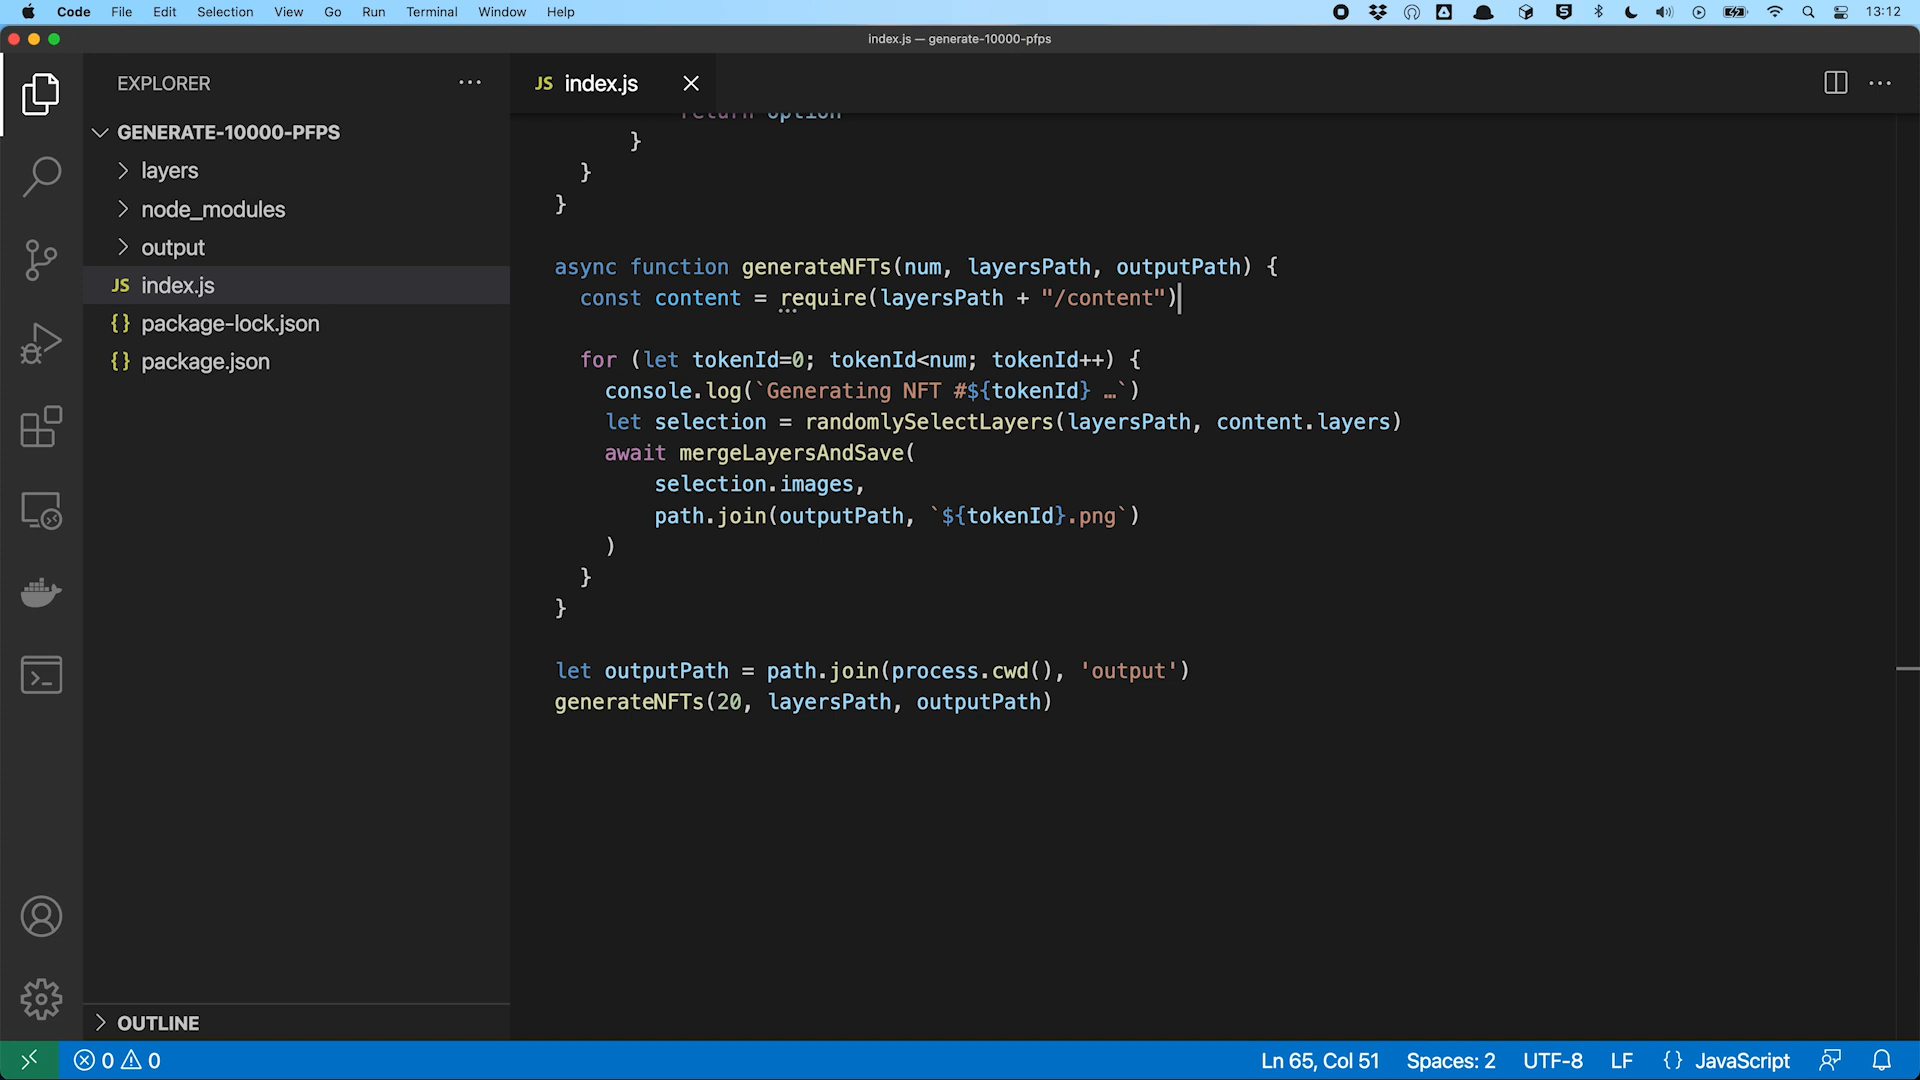 Code File Edit Selection View Go Run Terminal Window Help 13:12
index.js — generate-10000-pfps
EXPLORER
JS index.js
GENERATE-10000-PFPS
layers
node_modules
output
JS index.js
{} package-lock.json
{} package.json
return option
}
}
}
async function generateNFTs(num, layersPath, outputPath) {
const content = require(layersPath + "/content")
for (let tokenId=0; tokenId<num; tokenId++) {
console.log(`Generating NFT #${tokenId} …`)
let selection = randomlySelectLayers(layersPath, content.layers)
await mergeLayersAndSave(
selection.images,
path.join(outputPath, `${tokenId}.png`)
)
}
}
let outputPath = path.join(process.cwd(), 'output')
generateNFTs(20, layersPath, outputPath)
OUTLINE
0 0 Ln 65, Col 51 Spaces: 2 UTF-8 LF {} JavaScript